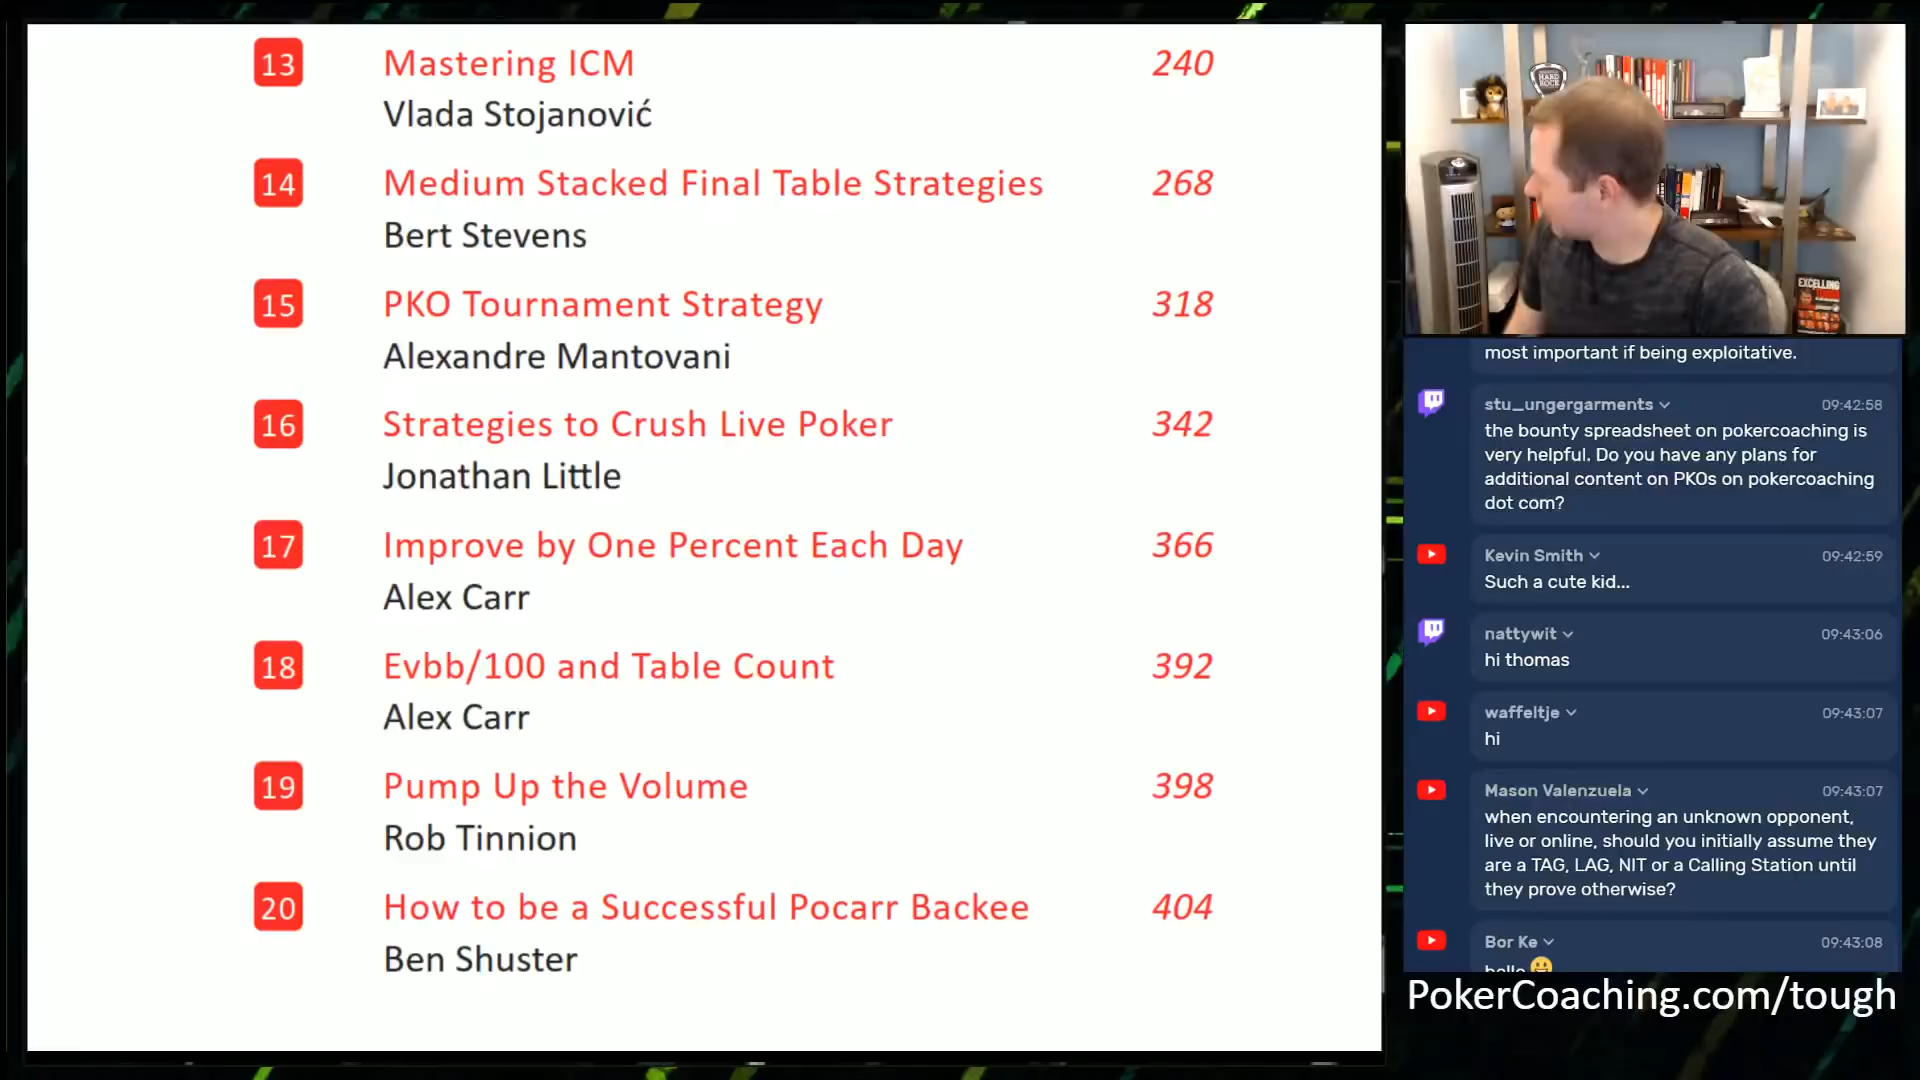 13 Mastering ICM 240
Vlada Stojanović
14 Medium Stacked Final Table Strategies 268
Bert Stevens
15 PKO Tournament Strategy 318
Alexandre Mantovani
16 Strategies to Crush Live Poker 342
Jonathan Little
17 Improve by One Percent Each Day 366
Alex Carr
18 Evbb/100 and Table Count 392
Alex Carr
19 Pump Up the Volume 398
Rob Tinnion
20 How to be a Successful Pocarr Backee 404
Ben Shuster
HARD ROCK
EXCELLING
most important if being exploitative.
stu_ungergarments 09:42:58
the bounty spreadsheet on pokercoaching is
very helpful. Do you have any plans for
additional content on PKOs on pokercoaching
dot com?
Kevin Smith 09:42:59
Such a cute kid...
nattywit 09:43:06
hi thomas
waffeltje 09:43:07
hi
Mason Valenzuela 09:43:07
when encountering an unknown opponent,
live or online, should you initially assume they
are a TAG, LAG, NIT or a Calling Station until
they prove otherwise?
Bor Ke 09:43:08
hello
PokerCoaching.com/tough